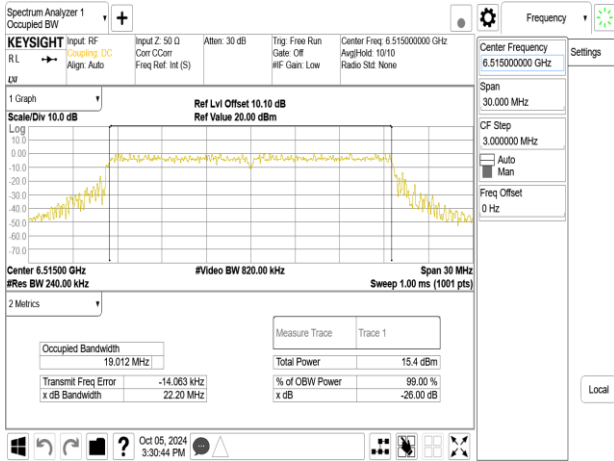 Spectrum Analyzer 1
Occupied BW
Frequency
KEYSIGHT
RL
Input: RF
Coupling: DC
Align: Auto
Input Z: 50 Ω
Corr CCorr
Freq Ref: Int (S)
Atten: 30 dB
Trig: Free Run
Gate: Off
#IF Gain: Low
Center Freq: 6.515000000 GHz
Avg|Hold: 10/10
Radio Std: None
Center Frequency
6.515000000 GHz
Settings
Span
30.000 MHz
CF Step
3.000000 MHz
Auto
Man
Freq Offset
0 Hz
Local
1 Graph
Scale/Div 10.0 dB
Ref Lvl Offset 10.10 dB
Ref Value 20.00 dBm
Log
10.0
0.00
-10.0
-20.0
-30.0
-40.0
-50.0
-60.0
-70.0
Center 6.51500 GHz
#Res BW 240.00 kHz
#Video BW 820.00 kHz
Span 30 MHz
Sweep 1.00 ms (1001 pts)
2 Metrics
Measure Trace Trace 1
Occupied Bandwidth
19.012 MHz
Total Power 15.4 dBm
Transmit Freq Error -14.063 kHz
% of OBW Power 99.00 %
x dB Bandwidth 22.20 MHz
x dB -26.00 dB
?
Oct 05, 2024
3:30:44 PM